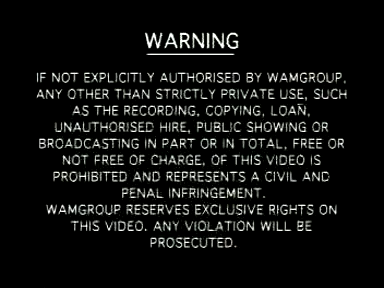 WARNING
IF NOT EXPLICITLY AUTHORISED BY WAMGROUP,
ANY OTHER THAN STRICTLY PRIVATE USE, SUCH
AS THE RECORDING, COPYING, LOAN,
UNAUTHORISED HIRE, PUBLIC SHOWING OR
BROADCASTING IN PART OR IN TOTAL, FREE OR
NOT FREE OF CHARGE, OF THIS VIDEO IS
PROHIBITED AND REPRESENTS A CIVIL AND
PENAL INFRINGEMENT.
WAMGROUP RESERVES EXCLUSIVE RIGHTS ON
THIS VIDEO. ANY VIOLATION WILL BE
PROSECUTED.